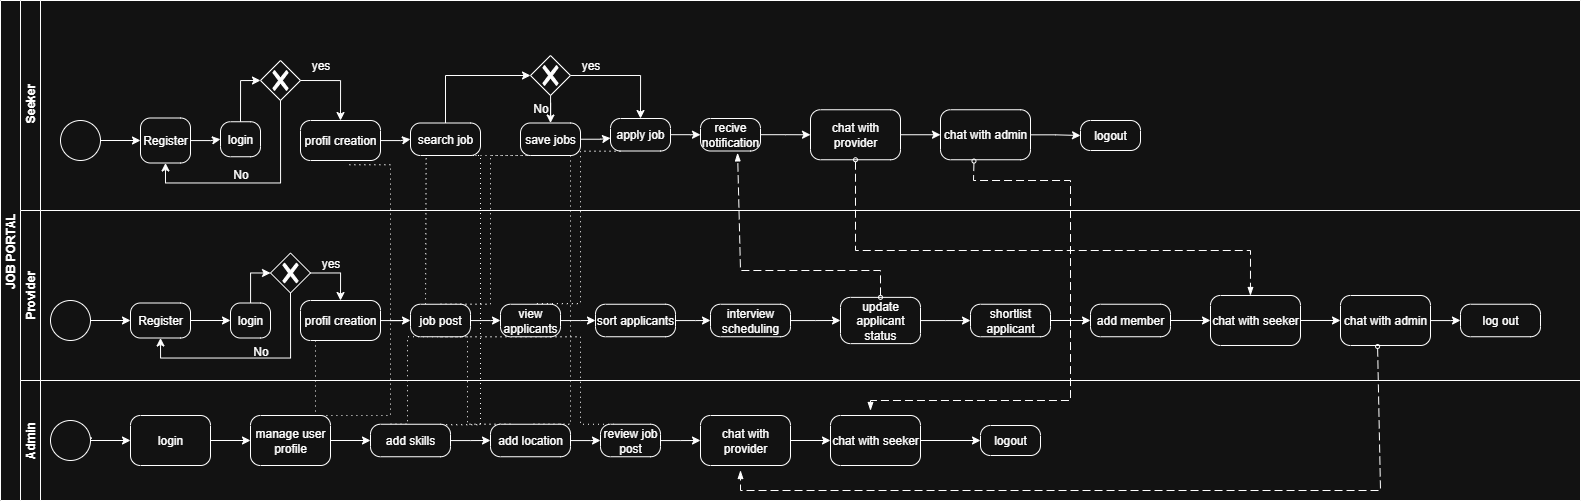 JOB PORTAL
Seeker
Register
login
yes
No
profil creation
search job
yes
No
save jobs
apply job
recive
notification
chat with
provider
chat with admin
logout
Provider
Register
login
yes
No
profil creation
job post
view
applicants
sort applicants
interview
scheduling
update
applicant
status
shortlist
applicant
add member
chat with seeker
chat with admin
log out
Admin
login
manage user
profile
add skills
add location
review job
post
chat with
provider
chat with seeker
logout